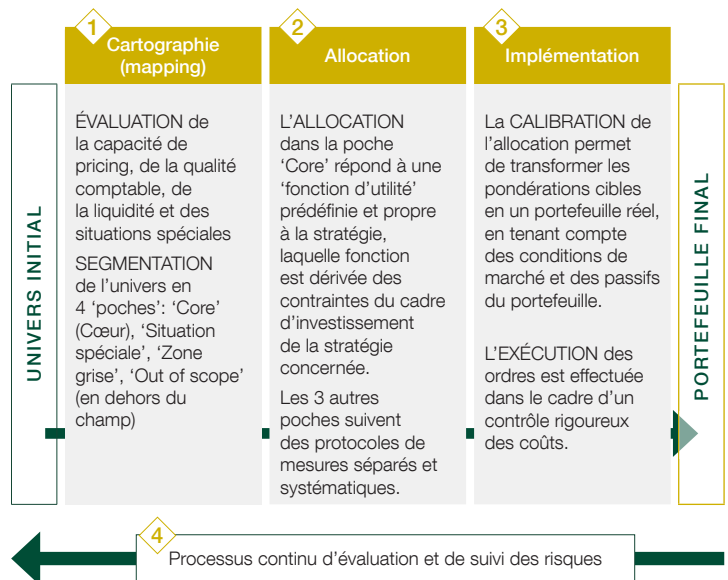 UNIVERS INITIAL
1
Cartographie
(mapping)
ÉVALUATION de
la capacité de
pricing, de la qualité
comptable, de
la liquidité et des
situations spéciales
SEGMENTATION
de l'univers en
4 'poches': 'Core'
(Cœur), 'Situation
spéciale', 'Zone
grise', 'Out of scope'
(en dehors du
champ)
2
Allocation
L'ALLOCATION
dans la poche
'Core' répond à une
'fonction d'utilité'
prédéfinie et propre
à la stratégie,
laquelle fonction
est dérivée des
contraintes du cadre
d'investissement
de la stratégie
concernée.
Les 3 autres
poches suivent
des protocoles de
mesures séparés et
systématiques.
3
Implémentation
La CALIBRATION de
l'allocation permet
de transformer les
pondérations cibles
en un portefeuille réel,
en tenant compte
des conditions de
marché et des passifs
du portefeuille.
L'EXÉCUTION des
ordres est effectuée
dans le cadre d'un
contrôle rigoureux
des coûts.
PORTEFEUILLE FINAL
4
Processus continu d'évaluation et de suivi des risques